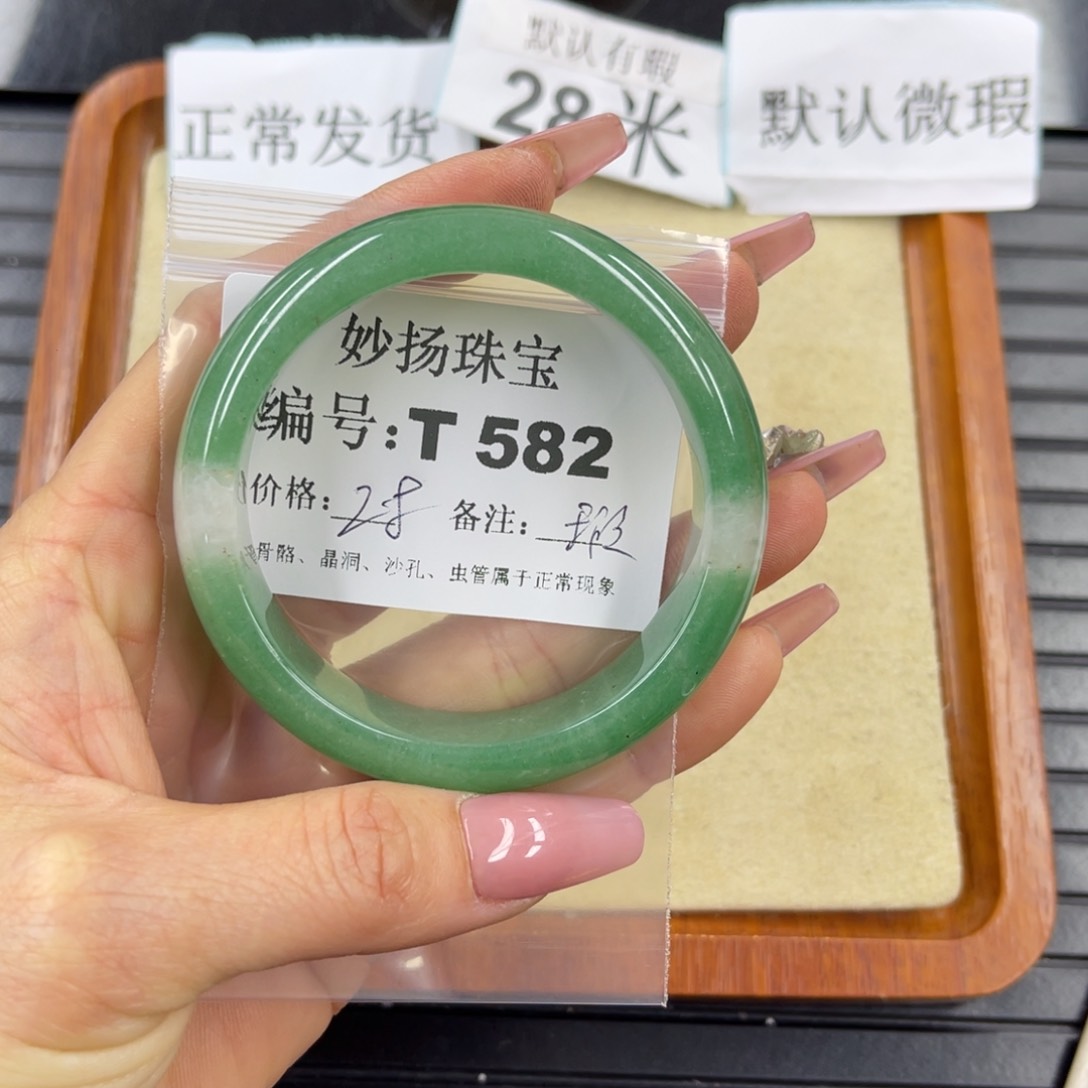 正常发货
默认有瑕
28米
默认微瑕
妙扬珠宝
编号:T 582
价格:28 备注:瑕
骨骼、晶洞、沙孔、虫管属于正常现象